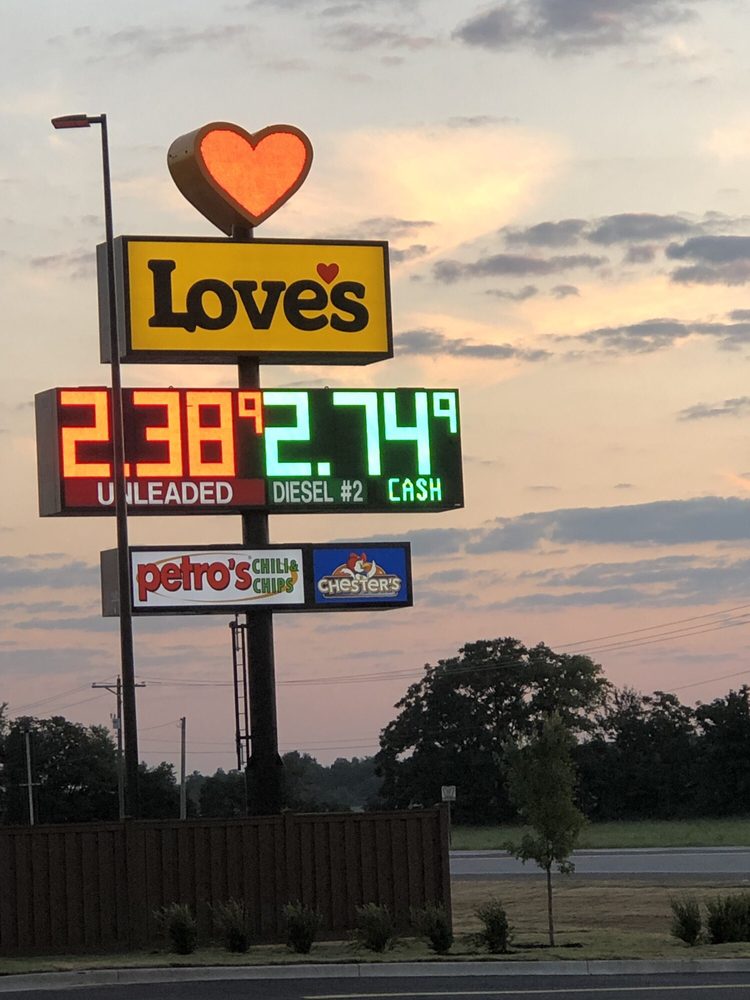 Love's
2.38⁹ 2.74⁹
UNLEADED DIESEL #2 CASH
petro's CHILI & CHIPS CHESTER'S